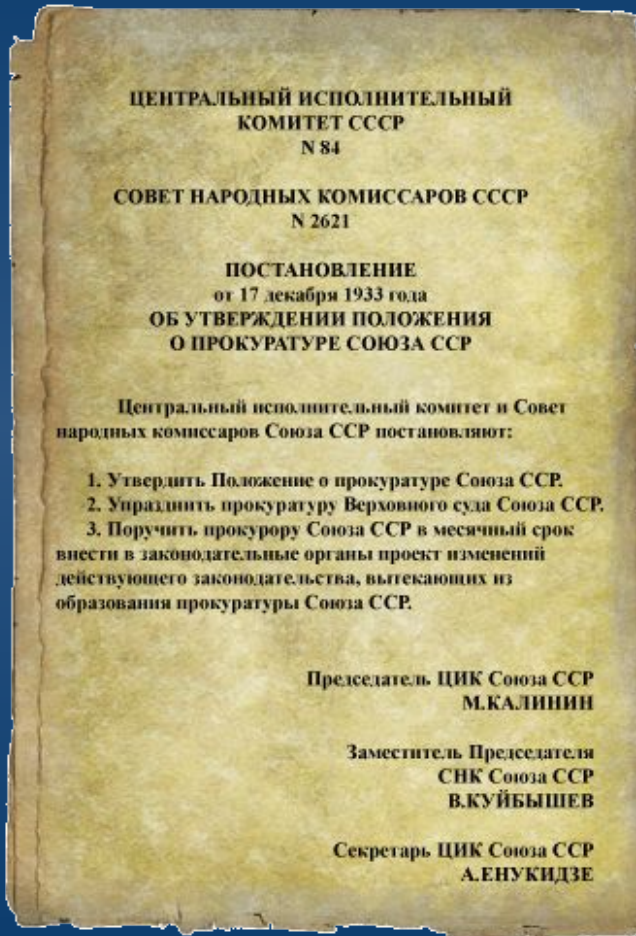 ЦЕНТРАЛЬНЫЙ ИСПОЛНИТЕЛЬНЫЙ
КОМИТЕТ СССР
N 84
СОВЕТ НАРОДНЫХ КОМИССАРОВ СССР
N 2621
ПОСТАНОВЛЕНИЕ
от 17 декабря 1933 года
ОБ УТВЕРЖДЕНИИ ПОЛОЖЕНИЯ
О ПРОКУРАТУРЕ СОЮЗА ССР
Центральный исполнительный комитет и Совет
народных комиссаров Союза ССР постановляют:
1. Утвердить Положение о прокуратуре Союза ССР.
2. Упразднить прокуратуру Верховного суда Союза ССР.
3. Поручить прокурору Союза ССР в месячный срок
внести в законодательные органы проект изменений
действующего законодательства, вытекающих из
образования прокуратуры Союза ССР.
Председатель ЦИК Союза ССР
М.КАЛИНИН
Заместитель Председателя
СНК Союза ССР
В.КУЙБЫШЕВ
Секретарь ЦИК Союза ССР
А.ЕНУКИДЗЕ